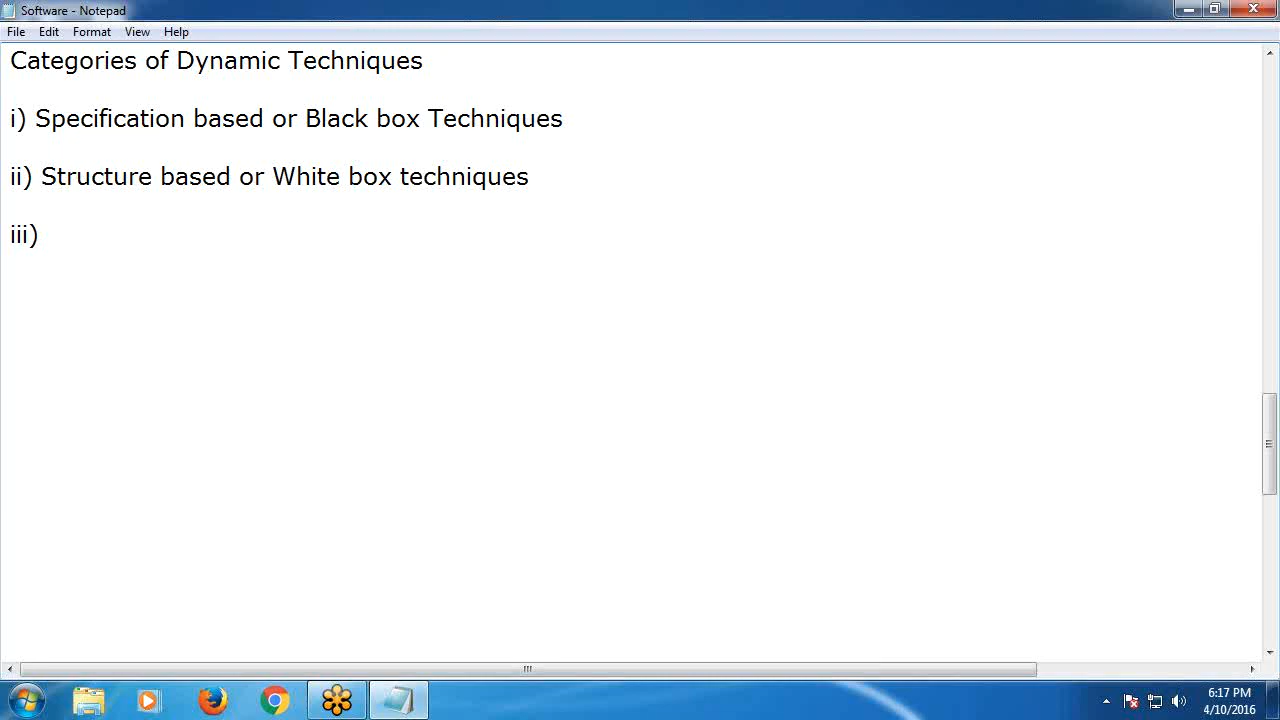 Software - Notepad
File Edit Format View Help
Categories of Dynamic Techniques
i) Specification based or Black box Techniques
ii) Structure based or White box techniques
iii)
6:17 PM
4/10/2016